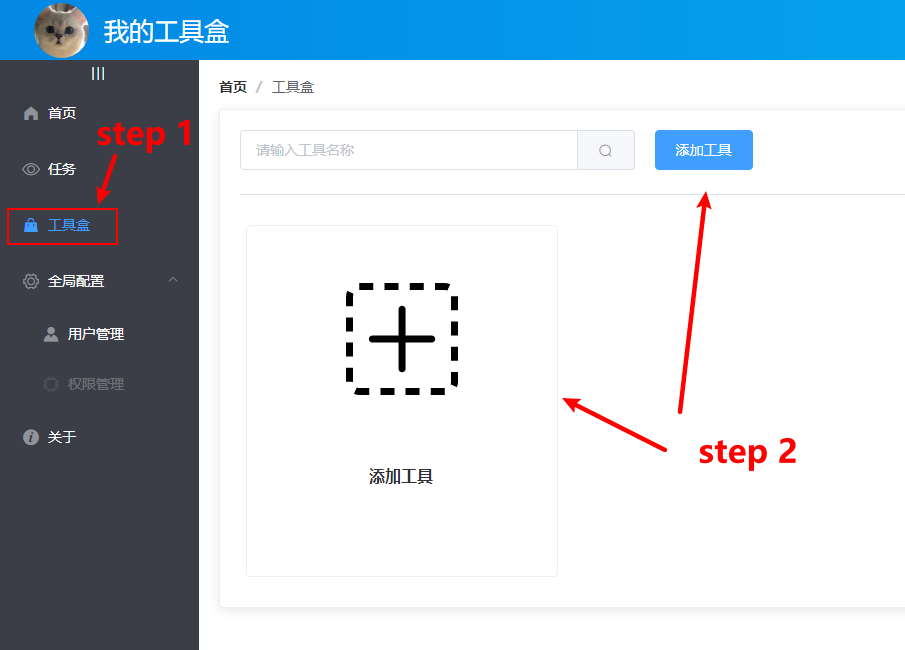 我的工具盒
|||
首页
step 1
任务
工具盒
全局配置
用户管理
权限管理
关于
首页 / 工具盒
请输入工具名称
添加工具
添加工具
step 2